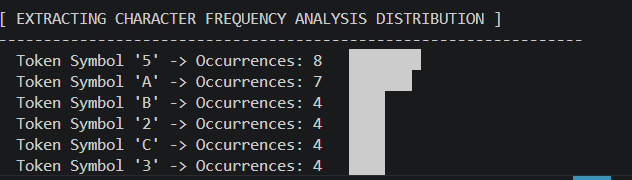 [ EXTRACTING CHARACTER FREQUENCY ANALYSIS DISTRIBUTION ]
-----------------------------------------------------------------
Token Symbol '5' -> Occurrences: 8
Token Symbol 'A' -> Occurrences: 7
Token Symbol 'B' -> Occurrences: 4
Token Symbol '2' -> Occurrences: 4
Token Symbol 'C' -> Occurrences: 4
Token Symbol '3' -> Occurrences: 4